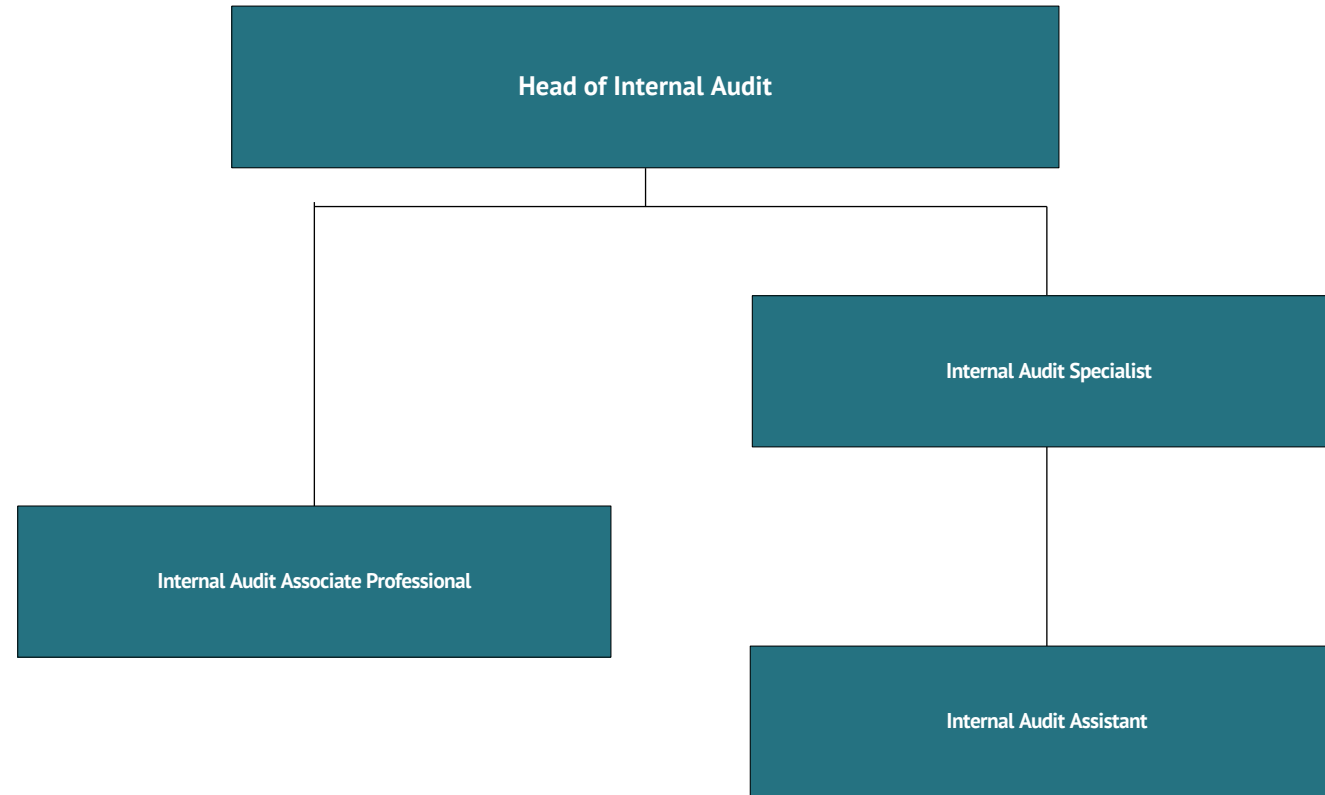 Head of Internal Audit
Internal Audit Specialist
Internal Audit Associate Professional
Internal Audit Assistant